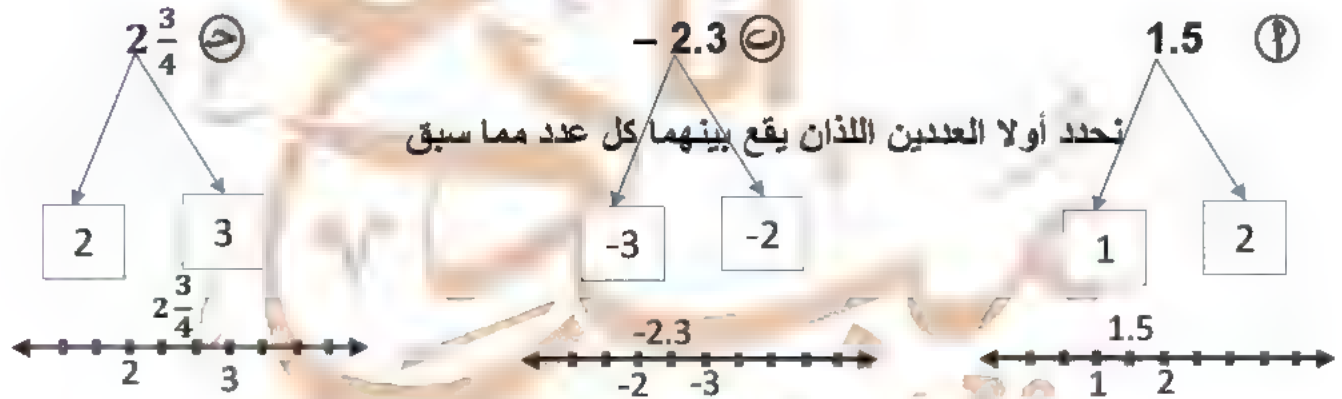 أ 1.5 ب – 2.3 ج 2 3/4
نحدد أولا العددين اللذان يقع بينهما كل عدد مما سبق
1 2 -3 -2 2 3
1.5 -2.3 2 3/4
1 2 -2 -3 2 3